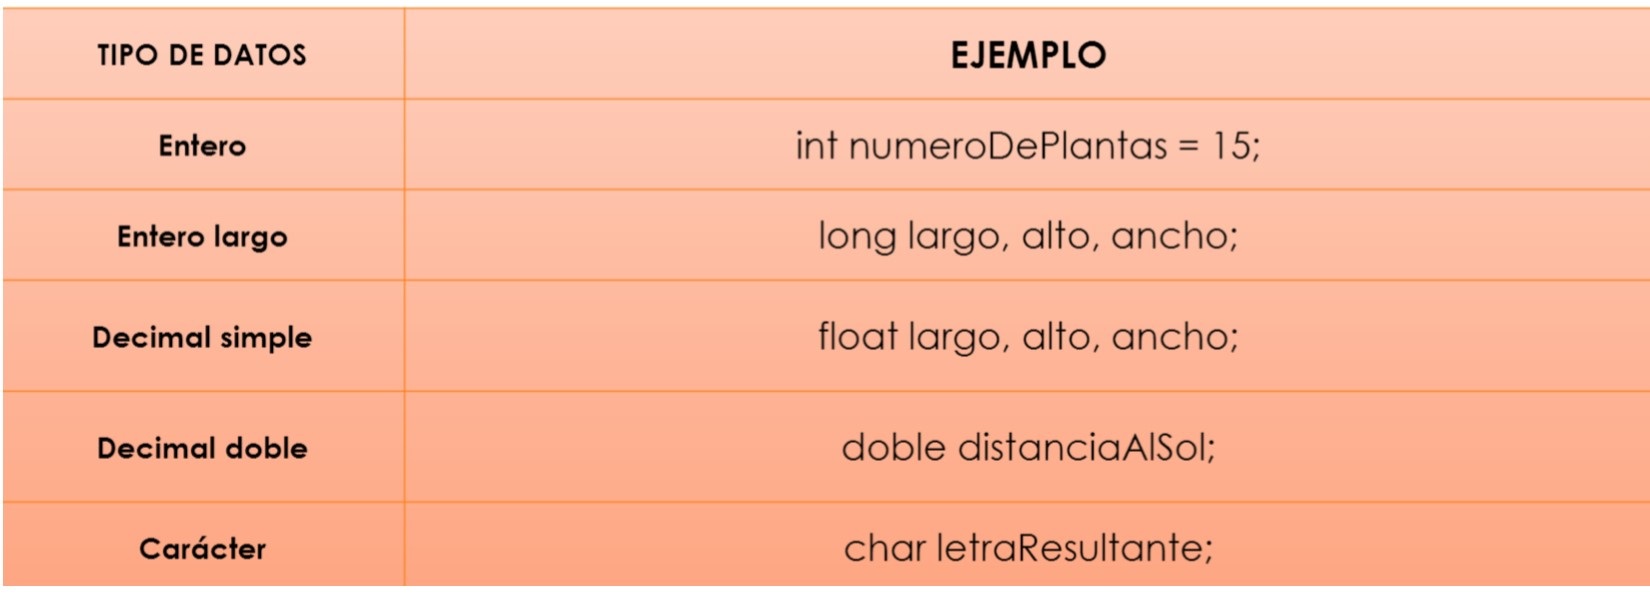 TIPO DE DATOS
EJEMPLO
Entero
int numeroDePlantas = 15;
Entero largo
long largo, alto, ancho;
Decimal simple
float largo, alto, ancho;
Decimal doble
doble distanciaAlSol;
Carácter
char letraResultante;